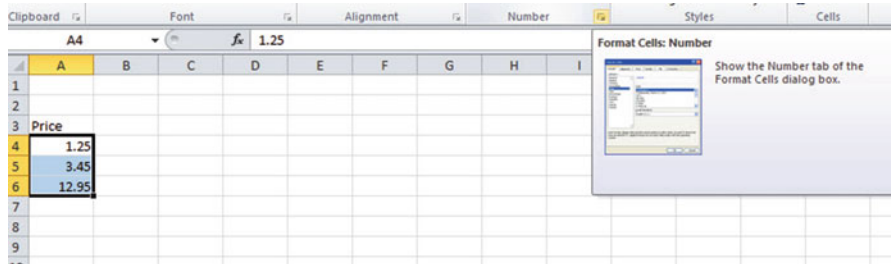 Clipboard Font Alignment Number Styles Cells
A4 fx 1.25
Format Cells: Number
Show the Number tab of the
Format Cells dialog box.
A B C D E F G H I
1
2
3 Price
4 1.25
5 3.45
6 12.95
7
8
9